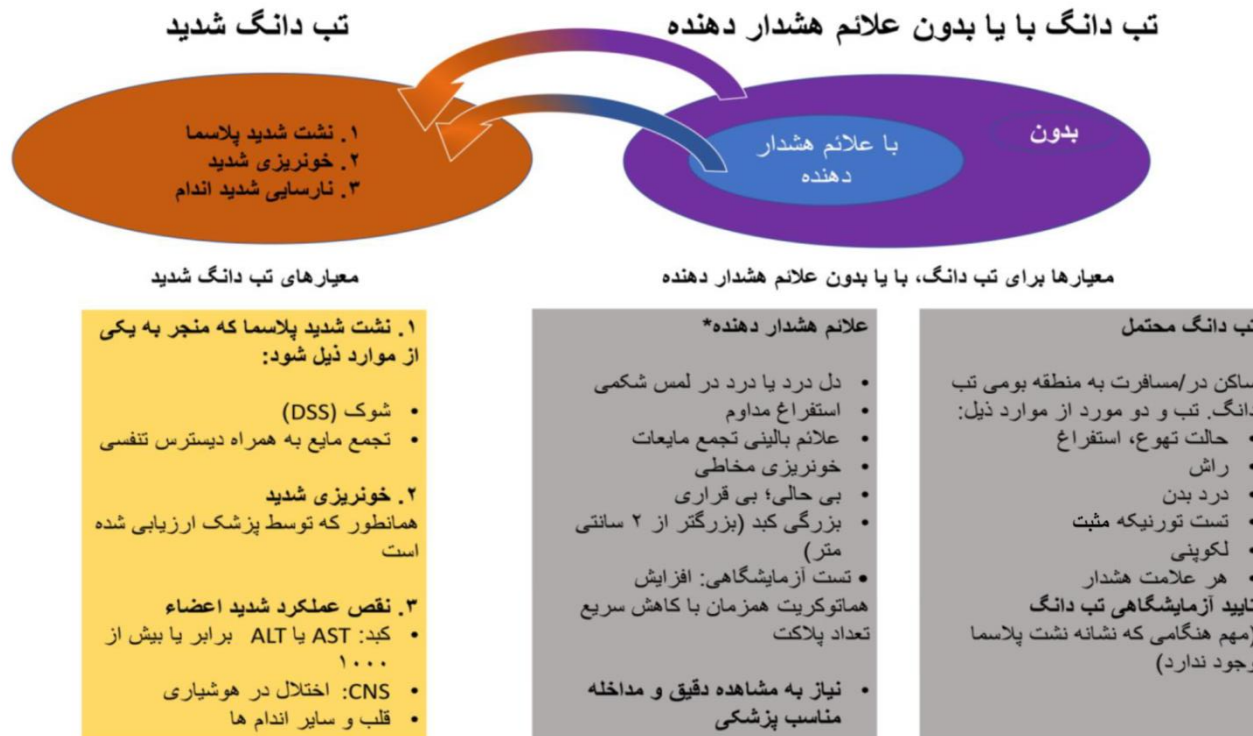 تب دانگ با یا بدون علائم هشدار دهنده
تب دانگ شدید
بدون
با علائم هشدار
دهنده
۱. نشت شدید پلاسما
۲. خونریزی شدید
۳. نارسایی شدید اندام
معیارها برای تب دانگ، با یا بدون علائم هشدار دهنده
معیارهای تب دانگ شدید
تب دانگ محتمل
ساکن در/مسافرت به منطقه بومی تب
دانگ. تب و دو مورد از موارد ذیل:
• حالت تهوع، استفراغ
• راش
• درد بدن
• تست تورنیکه مثبت
• لکوپنی
• هر علامت هشدار
تایید آزمایشگاهی تب دانگ
(مهم هنگامی که نشانه نشت پلاسما
وجود ندارد)
علائم هشدار دهنده*
• دل درد یا درد در لمس شکمی
• استفراغ مداوم
• علائم بالینی تجمع مایعات
• خونریزی مخاطی
• بی حالی؛ بی قراری
• بزرگی کبد (بزرگتر از ۲ سانتی
متر)
• تست آزمایشگاهی: افزایش
هماتوکریت همزمان با کاهش سریع
تعداد پلاکت
• نیاز به مشاهده دقیق و مداخله
مناسب پزشکی
۱. نشت شدید پلاسما که منجر به یکی
از موارد ذیل شود:
• شوک (DSS)
• تجمع مایع به همراه دیسترس تنفسی
۲. خونریزی شدید
همانطور که توسط پزشک ارزیابی شده
است
۳. نقص عملکرد شدید اعضاء
• کبد: AST یا ALT برابر یا بیش از
۱۰۰۰
• CNS: اختلال در هوشیاری
• قلب و سایر اندام ها